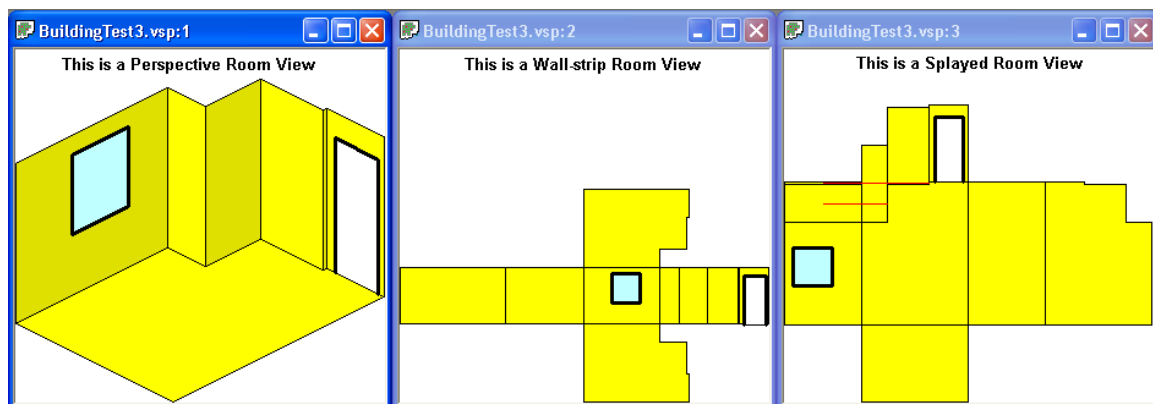 BuildingTest3.vsp:1
This is a Perspective Room View
BuildingTest3.vsp:2
This is a Wall-strip Room View
BuildingTest3.vsp:3
This is a Splayed Room View